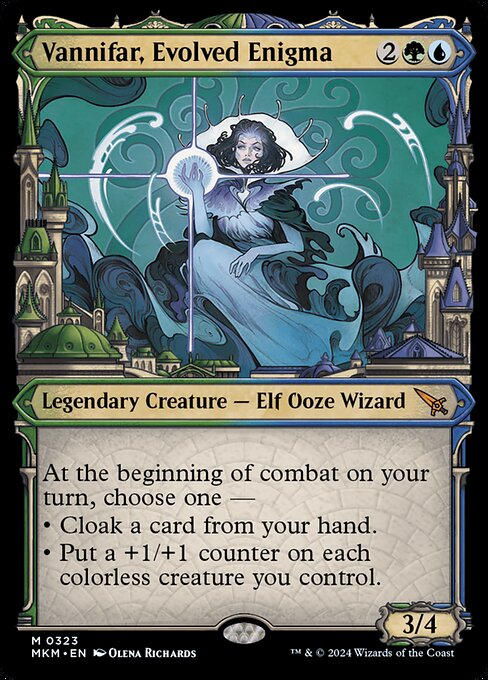 Vannifar, Evolved Enigma 2
Legendary Creature — Elf Ooze Wizard
At the beginning of combat on your
turn, choose one —
• Cloak a card from your hand.
• Put a +1/+1 counter on each
colorless creature you control.
3/4
M 0323
MKM • EN Olena Richards
™ & © 2024 Wizards of the Coast